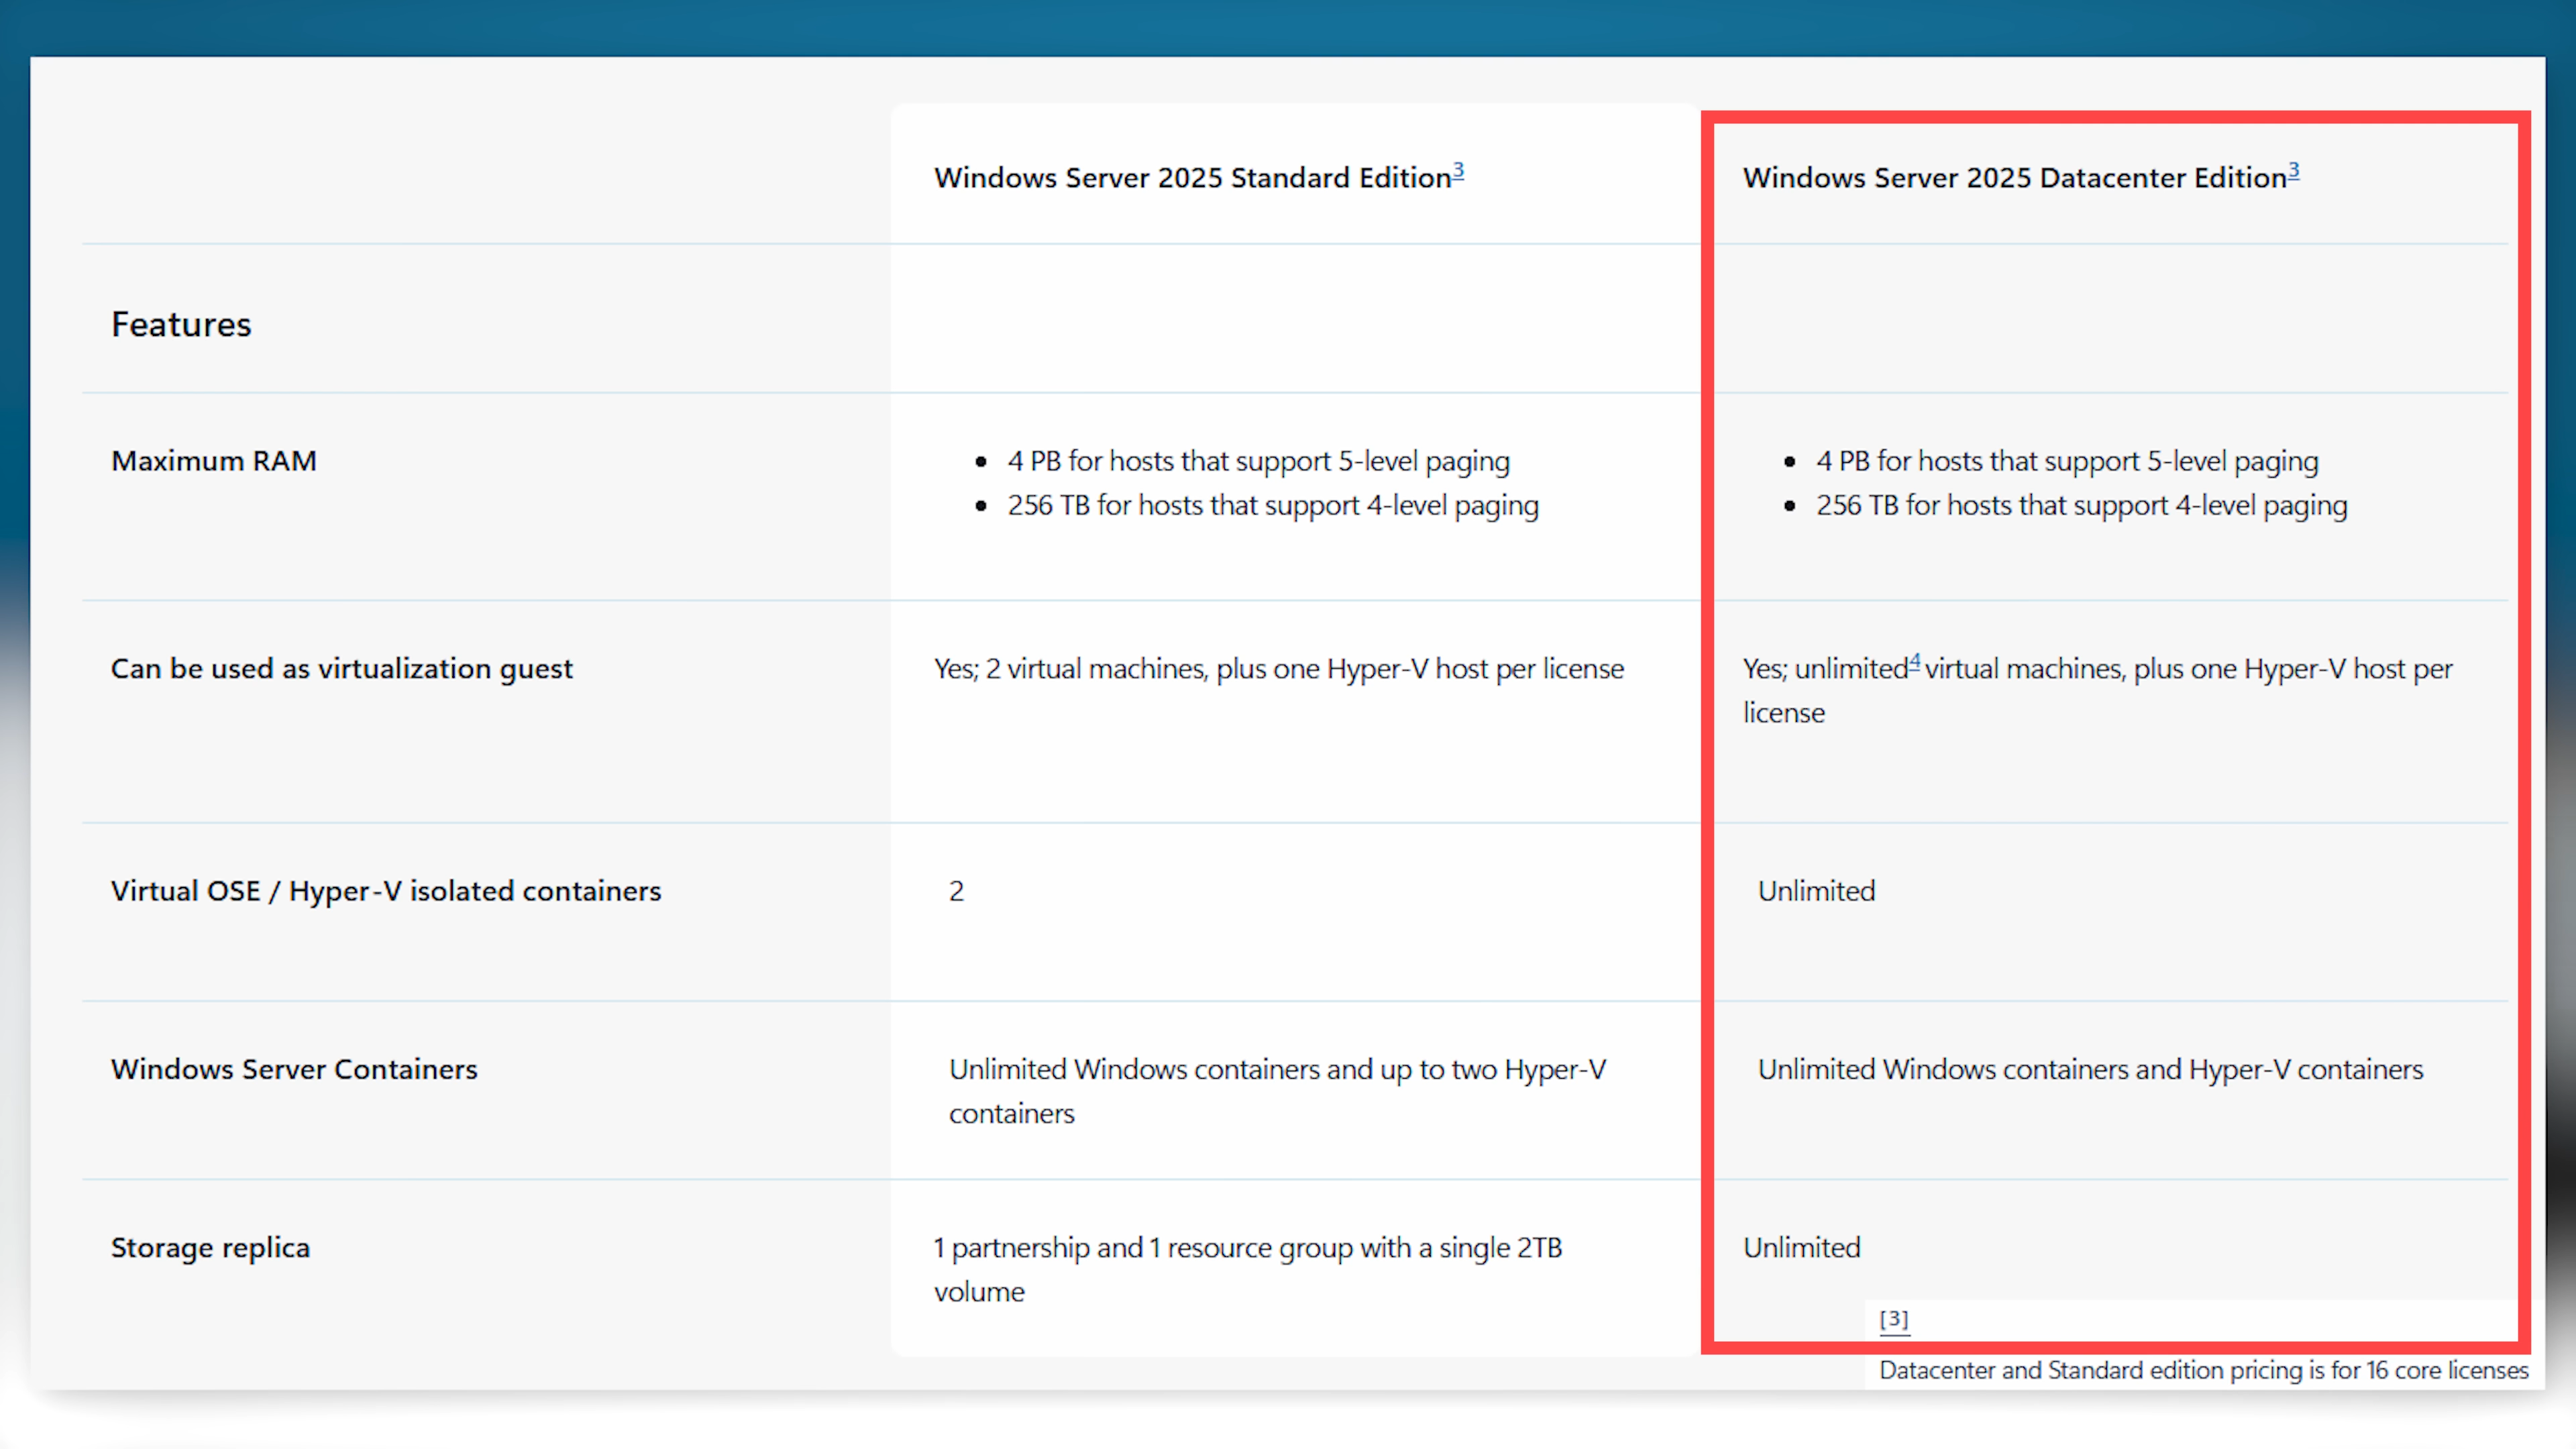 Windows Server 2025 Standard Edition3
Windows Server 2025 Datacenter Edition3
Features
Maximum RAM
• 4 PB for hosts that support 5-level paging
• 256 TB for hosts that support 4-level paging
• 4 PB for hosts that support 5-level paging
• 256 TB for hosts that support 4-level paging
Can be used as virtualization guest
Yes; 2 virtual machines, plus one Hyper-V host per license
Yes; unlimited4 virtual machines, plus one Hyper-V host per
license
Virtual OSE / Hyper-V isolated containers
2
Unlimited
Windows Server Containers
Unlimited Windows containers and up to two Hyper-V
containers
Unlimited Windows containers and Hyper-V containers
Storage replica
1 partnership and 1 resource group with a single 2TB
volume
Unlimited
[3]
Datacenter and Standard edition pricing is for 16 core licenses